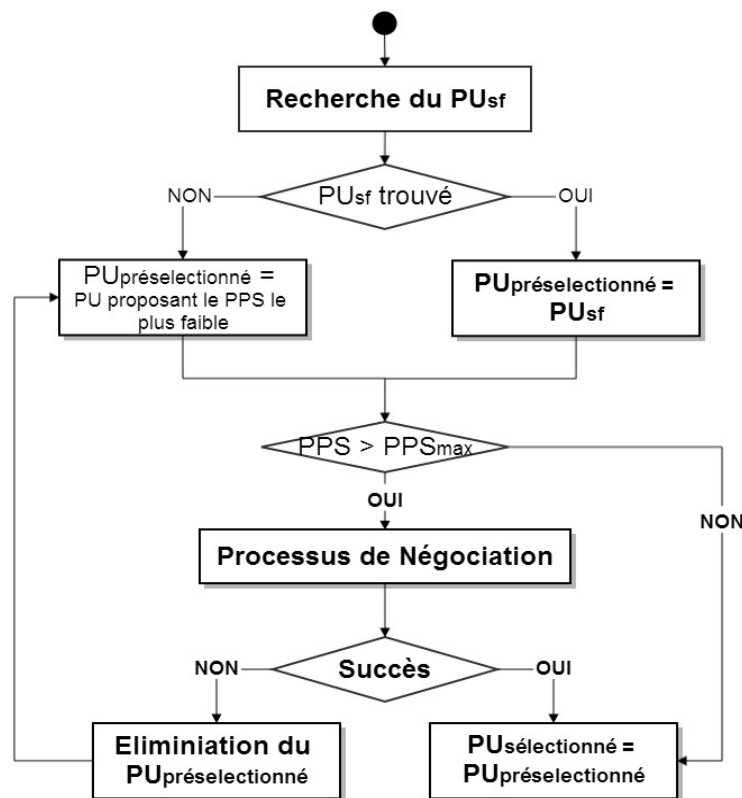 Recherche du PUsf
PUsf trouvé
NON
OUI
PUpréselectionné =
PU proposant le PPS le
plus faible
PUpréselectionné =
PUsf
PPS > PPSmax
OUI
NON
Processus de Négociation
Succès
NON
OUI
Eliminiation du
PUpréselectionné
PUsélectionné =
PUpréselectionné